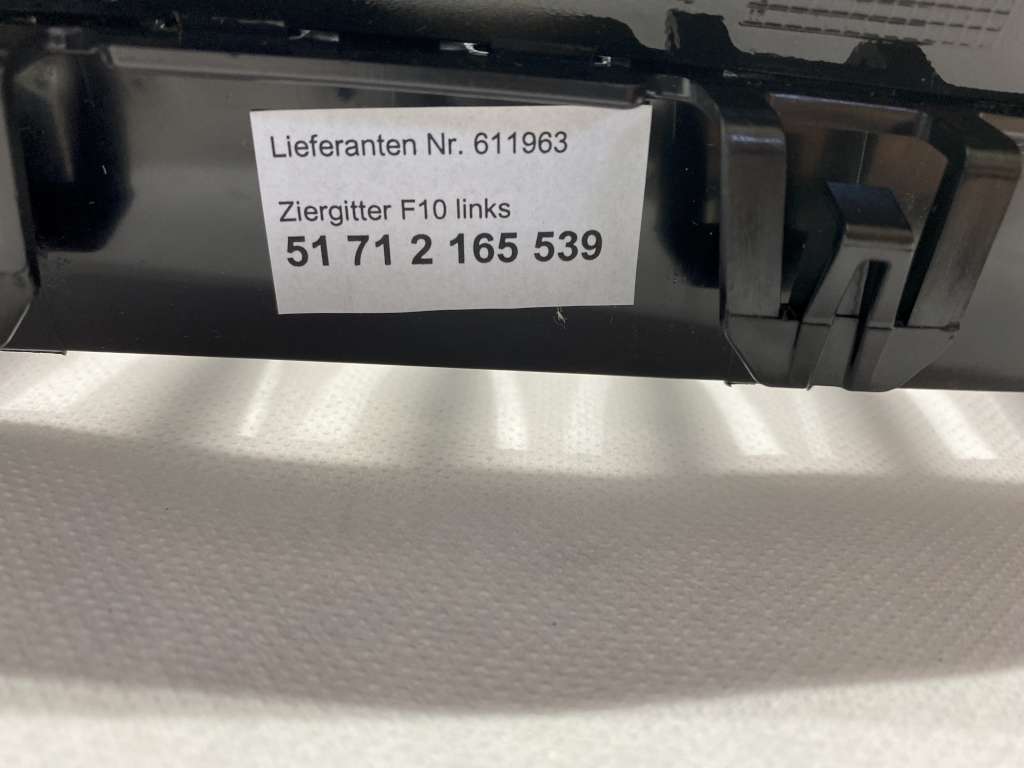 Lieferanten Nr. 611963
Ziergitter F10 links
51 71 2 165 539